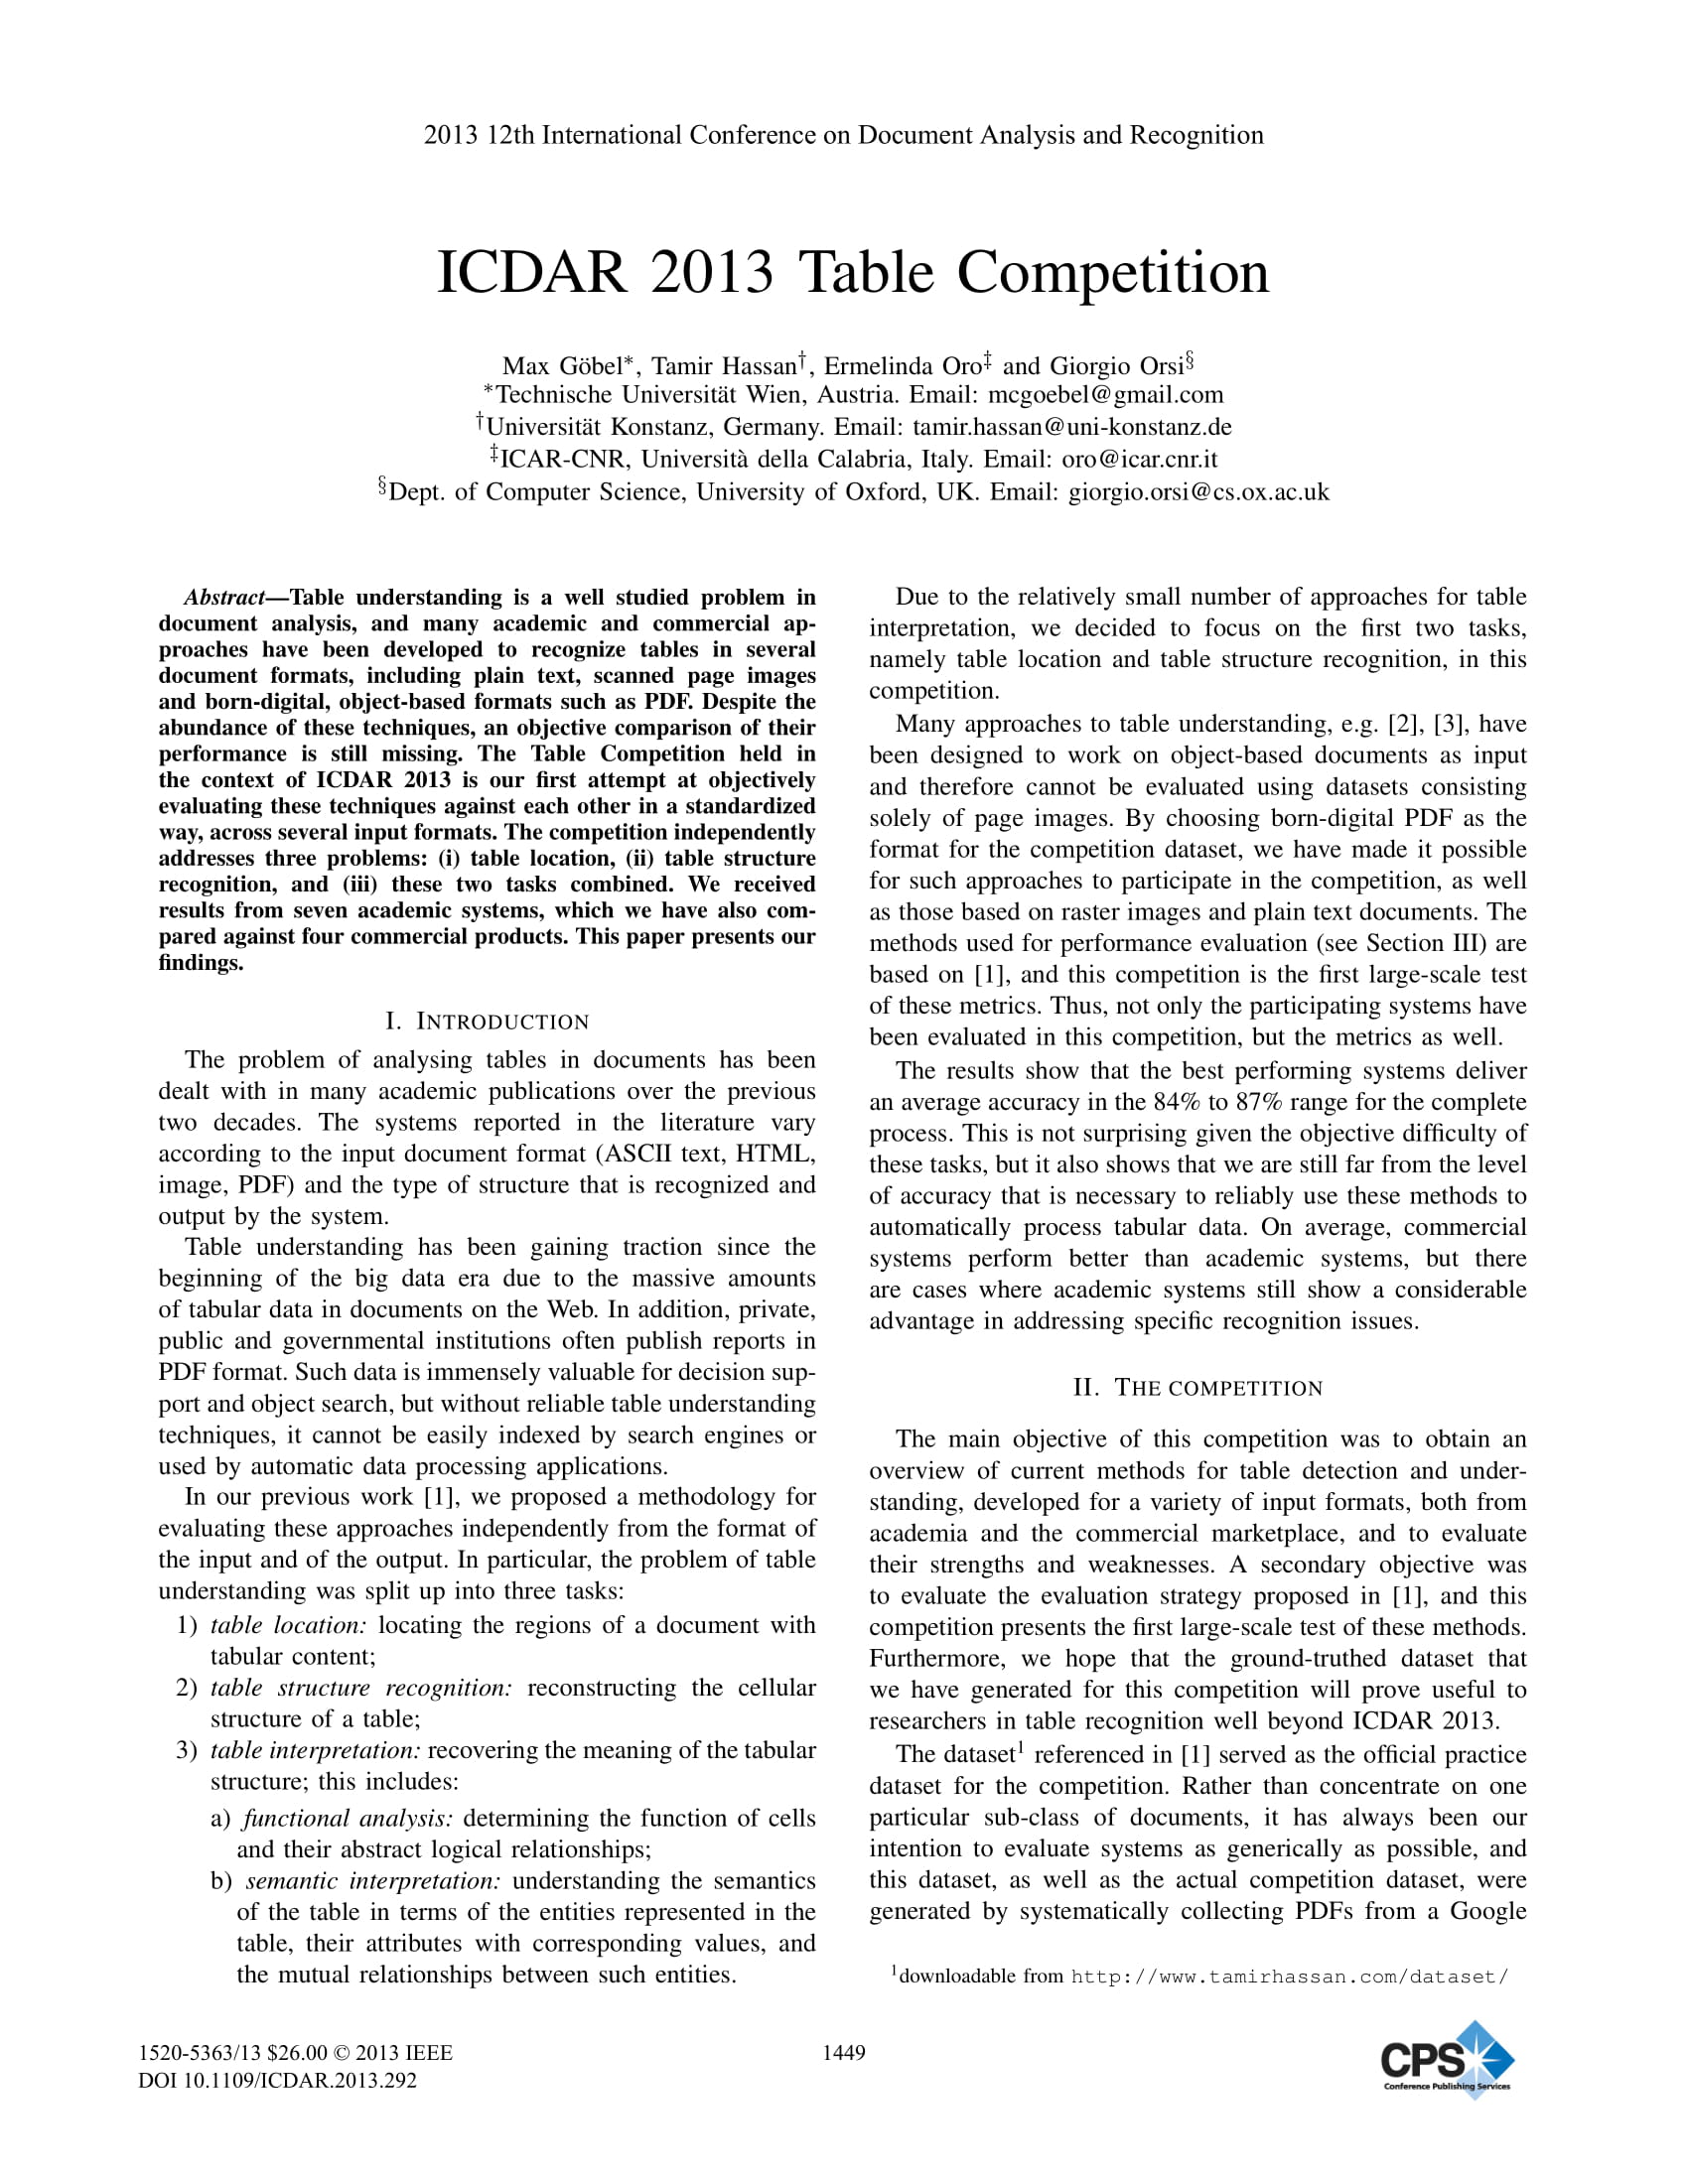 2013 12th International Conference on Document Analysis and Recognition
ICDAR 2013 Table Competition
Max Göbel*, Tamir Hassan†, Ermelinda Oro‡ and Giorgio Orsi§
*Technische Universität Wien, Austria. Email: mcgoebel@gmail.com
†Universität Konstanz, Germany. Email: tamir.hassan@uni-konstanz.de
‡ICAR-CNR, Università della Calabria, Italy. Email: oro@icar.cnr.it
§Dept. of Computer Science, University of Oxford, UK. Email: giorgio.orsi@cs.ox.ac.uk
Abstract—Table understanding is a well studied problem in
document analysis, and many academic and commercial ap-
proaches have been developed to recognize tables in several
document formats, including plain text, scanned page images
and born-digital, object-based formats such as PDF. Despite the
abundance of these techniques, an objective comparison of their
performance is still missing. The Table Competition held in
the context of ICDAR 2013 is our first attempt at objectively
evaluating these techniques against each other in a standardized
way, across several input formats. The competition independently
addresses three problems: (i) table location, (ii) table structure
recognition, and (iii) these two tasks combined. We received
results from seven academic systems, which we have also com-
pared against four commercial products. This paper presents our
findings.
I. INTRODUCTION
The problem of analysing tables in documents has been
dealt with in many academic publications over the previous
two decades. The systems reported in the literature vary
according to the input document format (ASCII text, HTML,
image, PDF) and the type of structure that is recognized and
output by the system.
Table understanding has been gaining traction since the
beginning of the big data era due to the massive amounts
of tabular data in documents on the Web. In addition, private,
public and governmental institutions often publish reports in
PDF format. Such data is immensely valuable for decision sup-
port and object search, but without reliable table understanding
techniques, it cannot be easily indexed by search engines or
used by automatic data processing applications.
In our previous work [1], we proposed a methodology for
evaluating these approaches independently from the format of
the input and of the output. In particular, the problem of table
understanding was split up into three tasks:
1) table location: locating the regions of a document with
tabular content;
2) table structure recognition: reconstructing the cellular
structure of a table;
3) table interpretation: recovering the meaning of the tabular
structure; this includes:
a) functional analysis: determining the function of cells
and their abstract logical relationships;
b) semantic interpretation: understanding the semantics
of the table in terms of the entities represented in the
table, their attributes with corresponding values, and
the mutual relationships between such entities.
Due to the relatively small number of approaches for table
interpretation, we decided to focus on the first two tasks,
namely table location and table structure recognition, in this
competition.
Many approaches to table understanding, e.g. [2], [3], have
been designed to work on object-based documents as input
and therefore cannot be evaluated using datasets consisting
solely of page images. By choosing born-digital PDF as the
format for the competition dataset, we have made it possible
for such approaches to participate in the competition, as well
as those based on raster images and plain text documents. The
methods used for performance evaluation (see Section III) are
based on [1], and this competition is the first large-scale test
of these metrics. Thus, not only the participating systems have
been evaluated in this competition, but the metrics as well.
The results show that the best performing systems deliver
an average accuracy in the 84% to 87% range for the complete
process. This is not surprising given the objective difficulty of
these tasks, but it also shows that we are still far from the level
of accuracy that is necessary to reliably use these methods to
automatically process tabular data. On average, commercial
systems perform better than academic systems, but there
are cases where academic systems still show a considerable
advantage in addressing specific recognition issues.
II. THE COMPETITION
The main objective of this competition was to obtain an
overview of current methods for table detection and under-
standing, developed for a variety of input formats, both from
academia and the commercial marketplace, and to evaluate
their strengths and weaknesses. A secondary objective was
to evaluate the evaluation strategy proposed in [1], and this
competition presents the first large-scale test of these methods.
Furthermore, we hope that the ground-truthed dataset that
we have generated for this competition will prove useful to
researchers in table recognition well beyond ICDAR 2013.
The dataset¹ referenced in [1] served as the official practice
dataset for the competition. Rather than concentrate on one
particular sub-class of documents, it has always been our
intention to evaluate systems as generically as possible, and
this dataset, as well as the actual competition dataset, were
generated by systematically collecting PDFs from a Google
¹downloadable from http://www.tamirhassan.com/dataset/
1520-5363/13 $26.00 © 2013 IEEE
DOI 10.1109/ICDAR.2013.292
1449
CPS
Conference Publishing Services